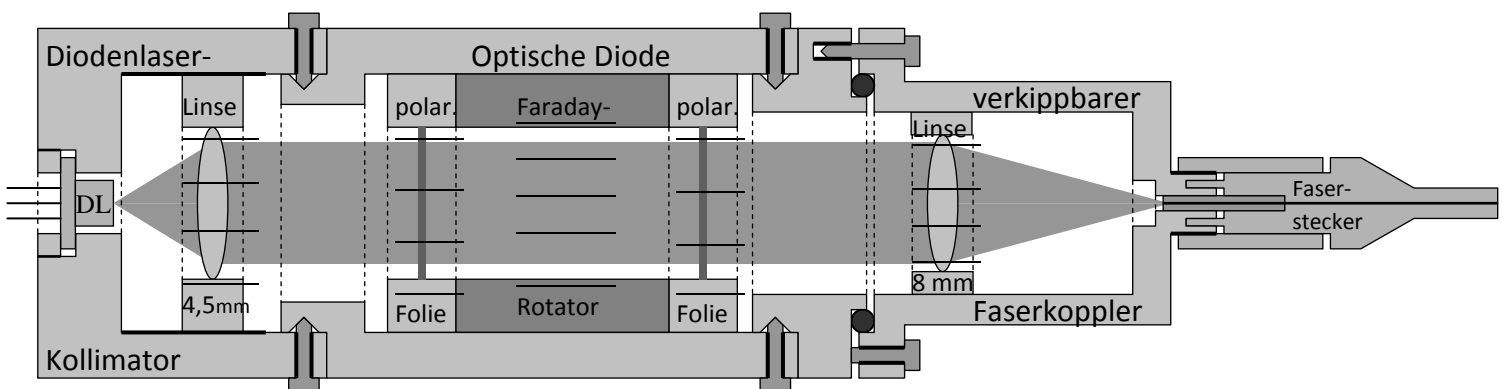 Diodenlaser-
Optische Diode
Linse
polar.
Faraday-
polar.
verkippbarer
Linse
DL
Faser-
stecker
4,5mm
Folie
Rotator
Folie
8 mm
Faserkoppler
Kollimator